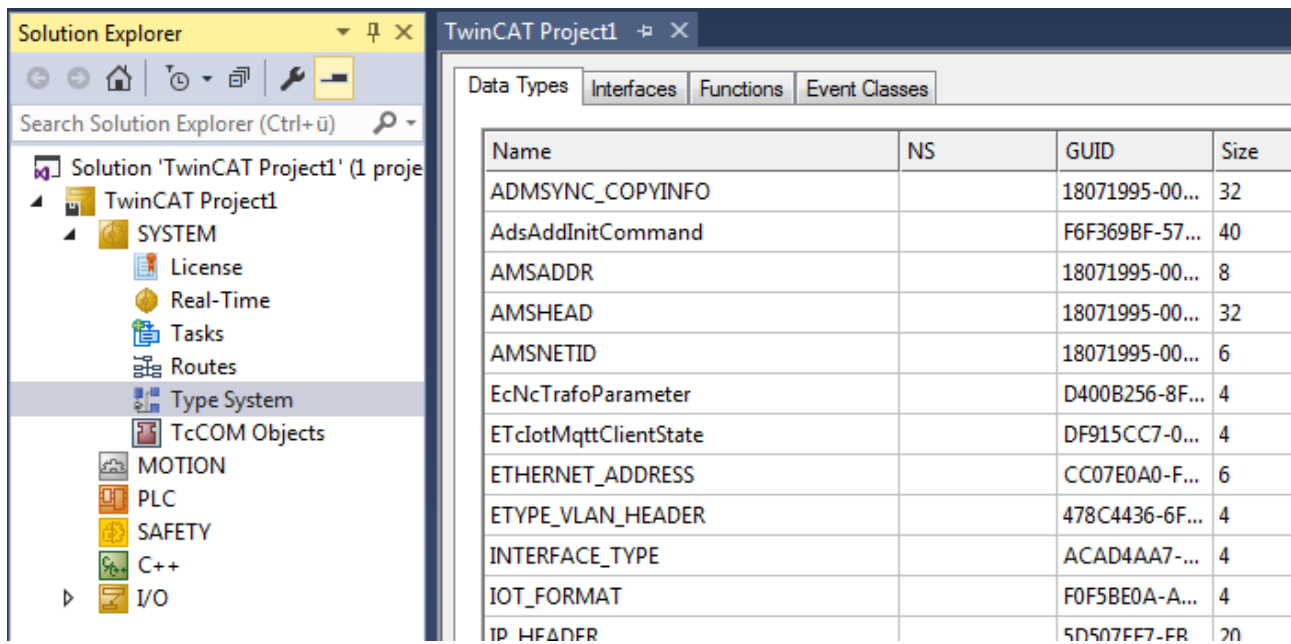 Solution Explorer
Search Solution Explorer (Ctrl+ü)
Solution 'TwinCAT Project1' (1 proje
TwinCAT Project1
SYSTEM
License
Real-Time
Tasks
Routes
Type System
TcCOM Objects
MOTION
PLC
SAFETY
C++
I/O
TwinCAT Project1
Data Types Interfaces Functions Event Classes
Name NS GUID Size
ADMSYNC_COPYINFO 18071995-00... 32
AdsAddInitCommand F6F369BF-57... 40
AMSADDR 18071995-00... 8
AMSHEAD 18071995-00... 32
AMSNETID 18071995-00... 6
EcNcTrafoParameter D400B256-8F... 4
ETcIotMqttClientState DF915CC7-0... 4
ETHERNET_ADDRESS CC07E0A0-F... 6
ETYPE_VLAN_HEADER 478C4436-6F... 4
INTERFACE_TYPE ACAD4AA7-... 4
IOT_FORMAT F0F5BE0A-A... 4
IP_HEADER 20